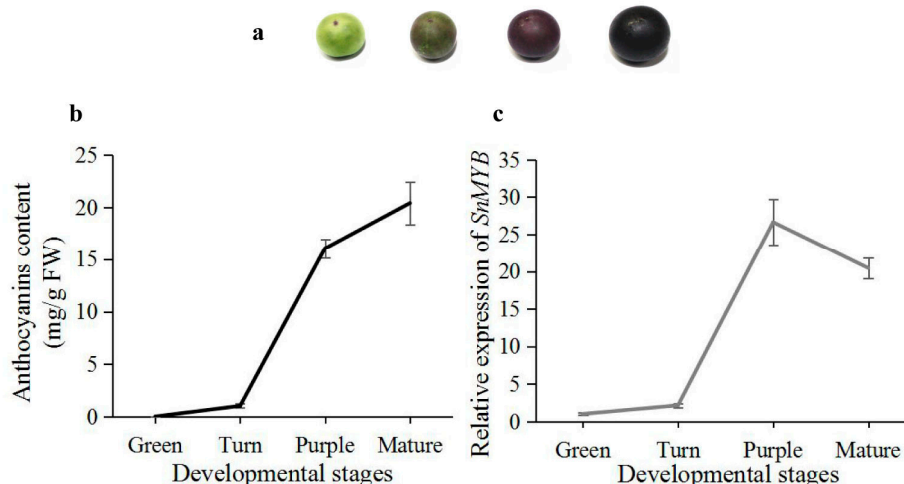 a
b
25
20
15
10
5
0
Anthocyanins content
(mg/g FW)
Green Turn Purple Mature
Developmental stages
c
35
30
25
20
15
10
5
0
Relative expression of SnMYB
Green Turn Purple Mature
Developmental stages